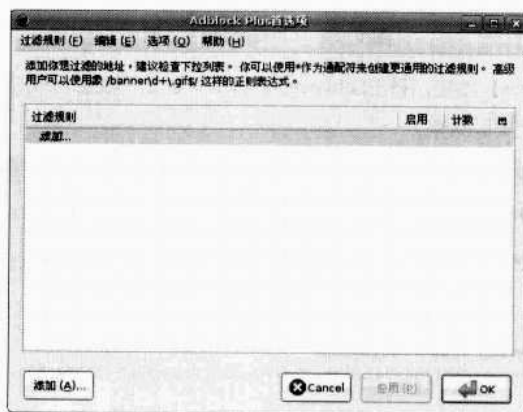 Adblock Plus首选项
过滤规则 (F) 编辑 (E) 选项 (O) 帮助 (H)
添加你想过滤的地址，建议检查下拉列表。 你可以使用*作为通配符来创建更通用的过滤规则。 高级
用户可以使用象 /banner\d+\.gif$/ 这样的正则表达式。
过滤规则 启用 计数
添加...
添加 (A)... Cancel 应用 (P) OK